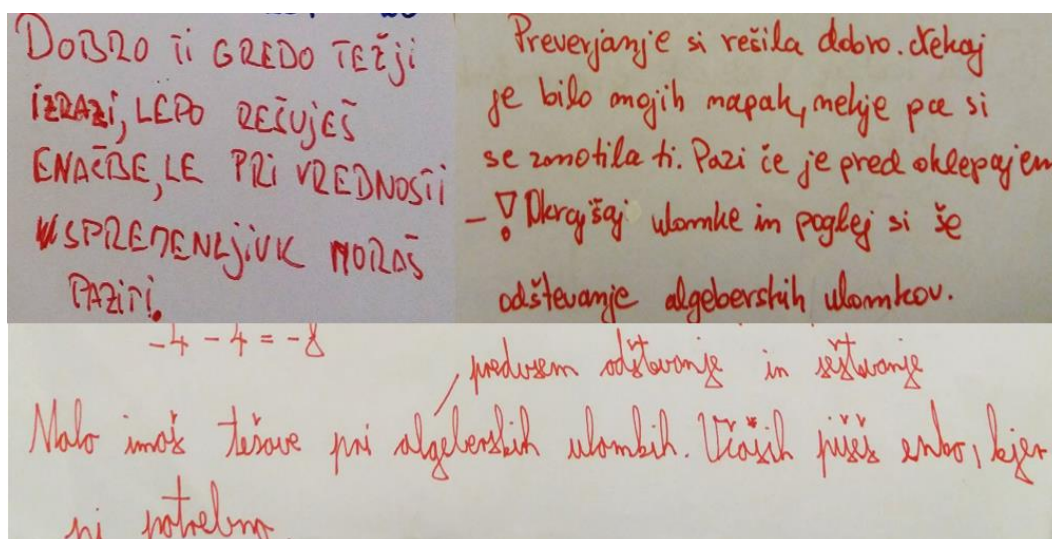 DOBRO TI GREDO TEŽJI
IZRAZI, LEPO REŠUJEŠ
ENAČBE, LE PRI VREDNOSTI
SPREMENLJIVK MORAŠ
PAZITI.
Preverjanje si rešila dobro. Nekaj
je bilo mojih napak, nekje pa si
se zmotila ti. Pazi če je pred oklepajem
- ! Okrajšaj ulomke in poglej si še
odštevanje algeberskih ulomkov.
-4 - 4 = -8
predvsem odštevanje in seštevanje
Malo imaš težave pri algeberskih ulomkih. Včasih pišeš enko, kjer
ni potrebno.